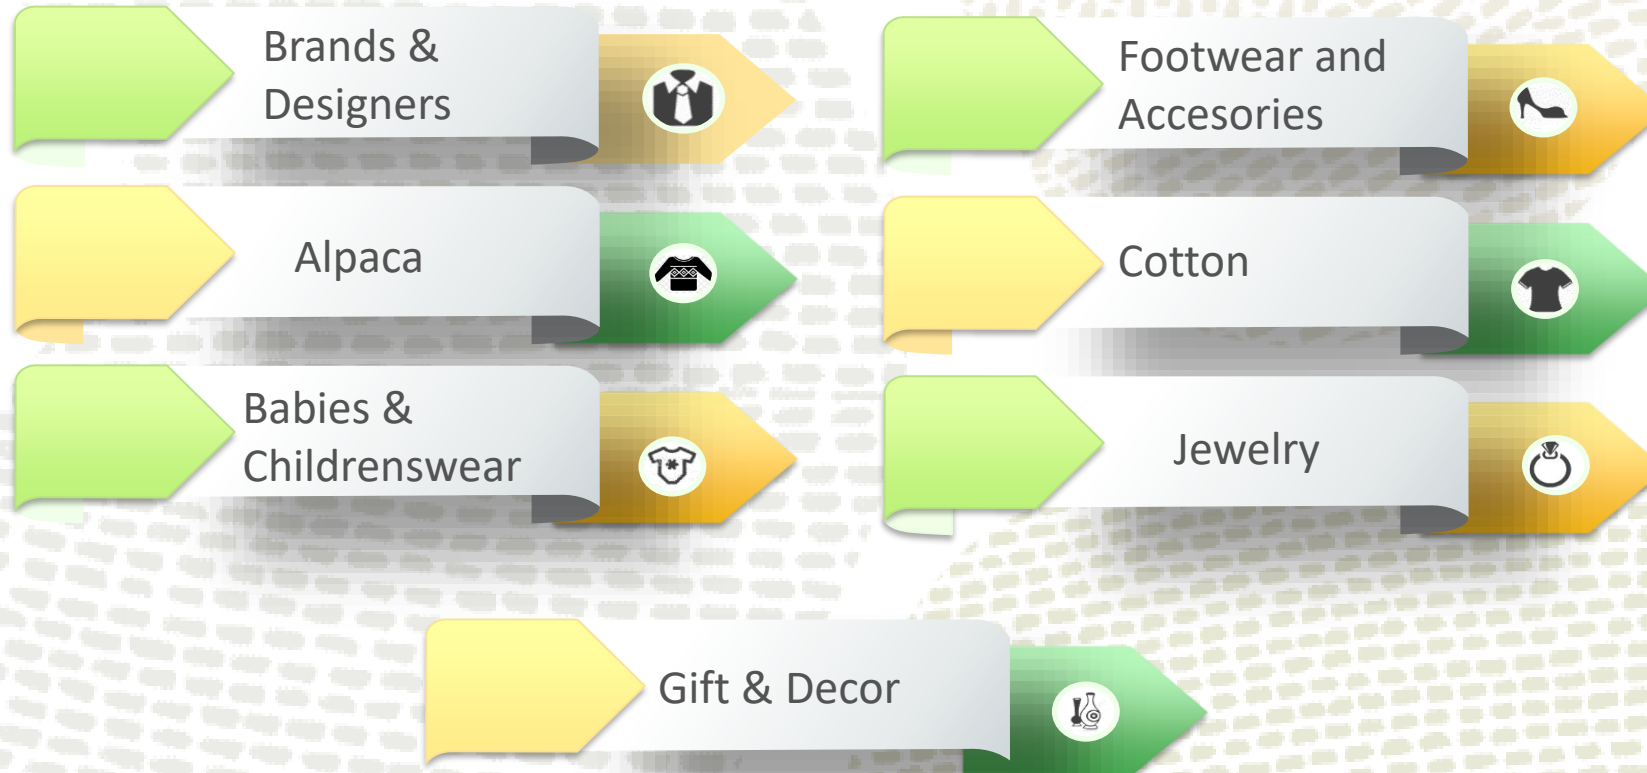 Brands &
Designers
Footwear and
Accesories
Alpaca
Cotton
Babies &
Childrenswear
Jewelry
Gift & Decor